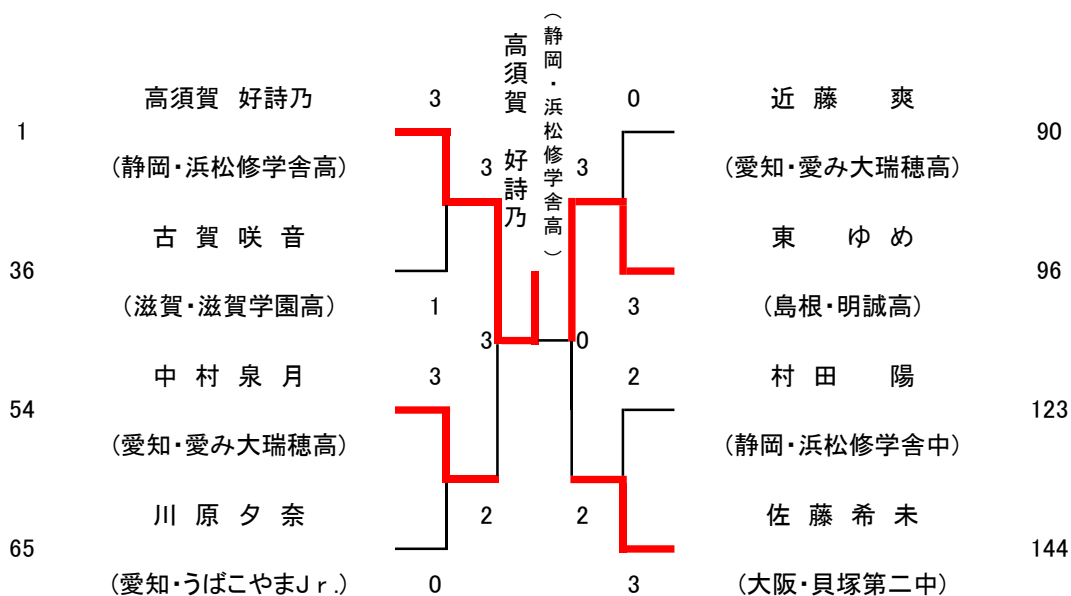 高須賀 好詩乃
(静岡・浜松修学舎高)
高須賀 好詩乃 3 0 近藤 爽
1 90
(静岡・浜松修学舎高) 3 3 (愛知・愛み大瑞穂高)
古賀咲音 東 ゆめ
36 96
(滋賀・滋賀学園高) 1 3 (島根・明誠高)
3 0
中村泉月 3 2 村田 陽
54 123
(愛知・愛み大瑞穂高) (静岡・浜松修学舎中)
川原夕奈 2 2 佐藤希未
65 144
(愛知・うばこやまJr.) 0 3 (大阪・貝塚第二中)